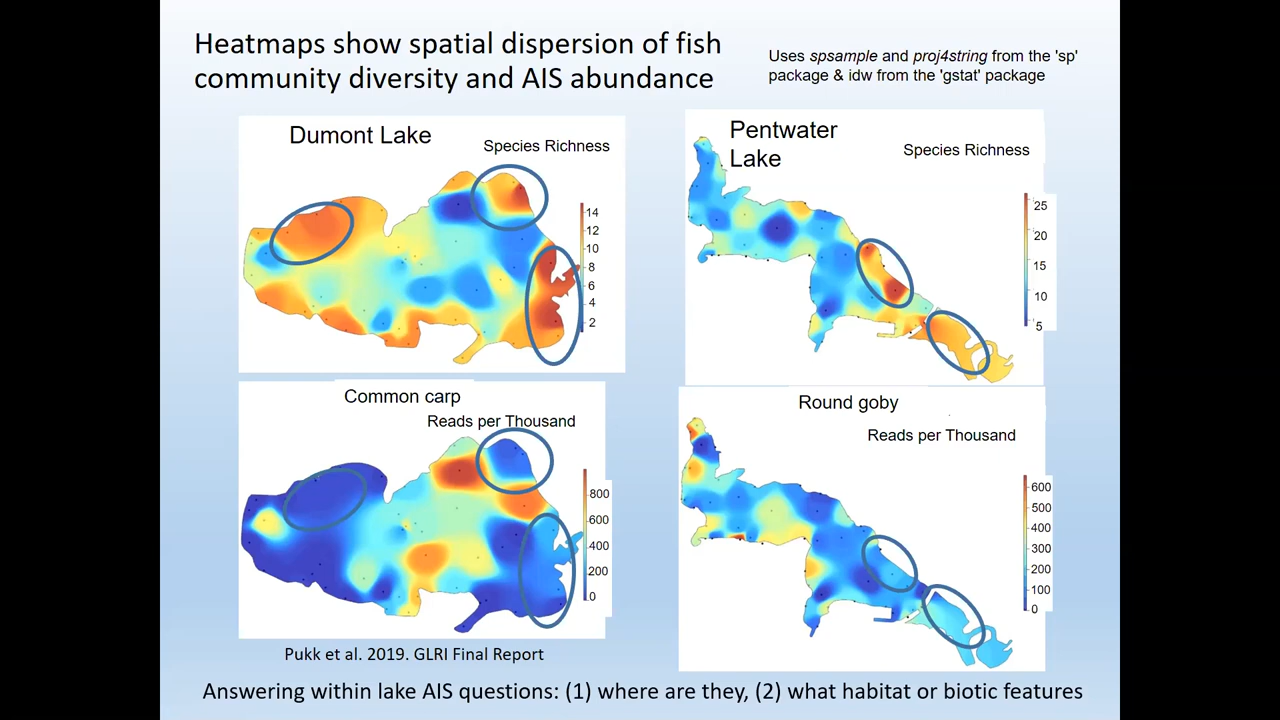 Heatmaps show spatial dispersion of fish
community diversity and AIS abundance
Uses spsample and proj4string from the 'sp'
package & idw from the 'gstat' package
Dumont Lake
Species Richness
14
12
10
8
6
4
2
Pentwater
Lake
Species Richness
25
20
15
10
5
Common carp
Reads per Thousand
800
600
400
200
0
Round goby
Reads per Thousand
600
500
400
300
200
100
0
Pukk et al. 2019. GLRI Final Report
Answering within lake AIS questions: (1) where are they, (2) what habitat or biotic features